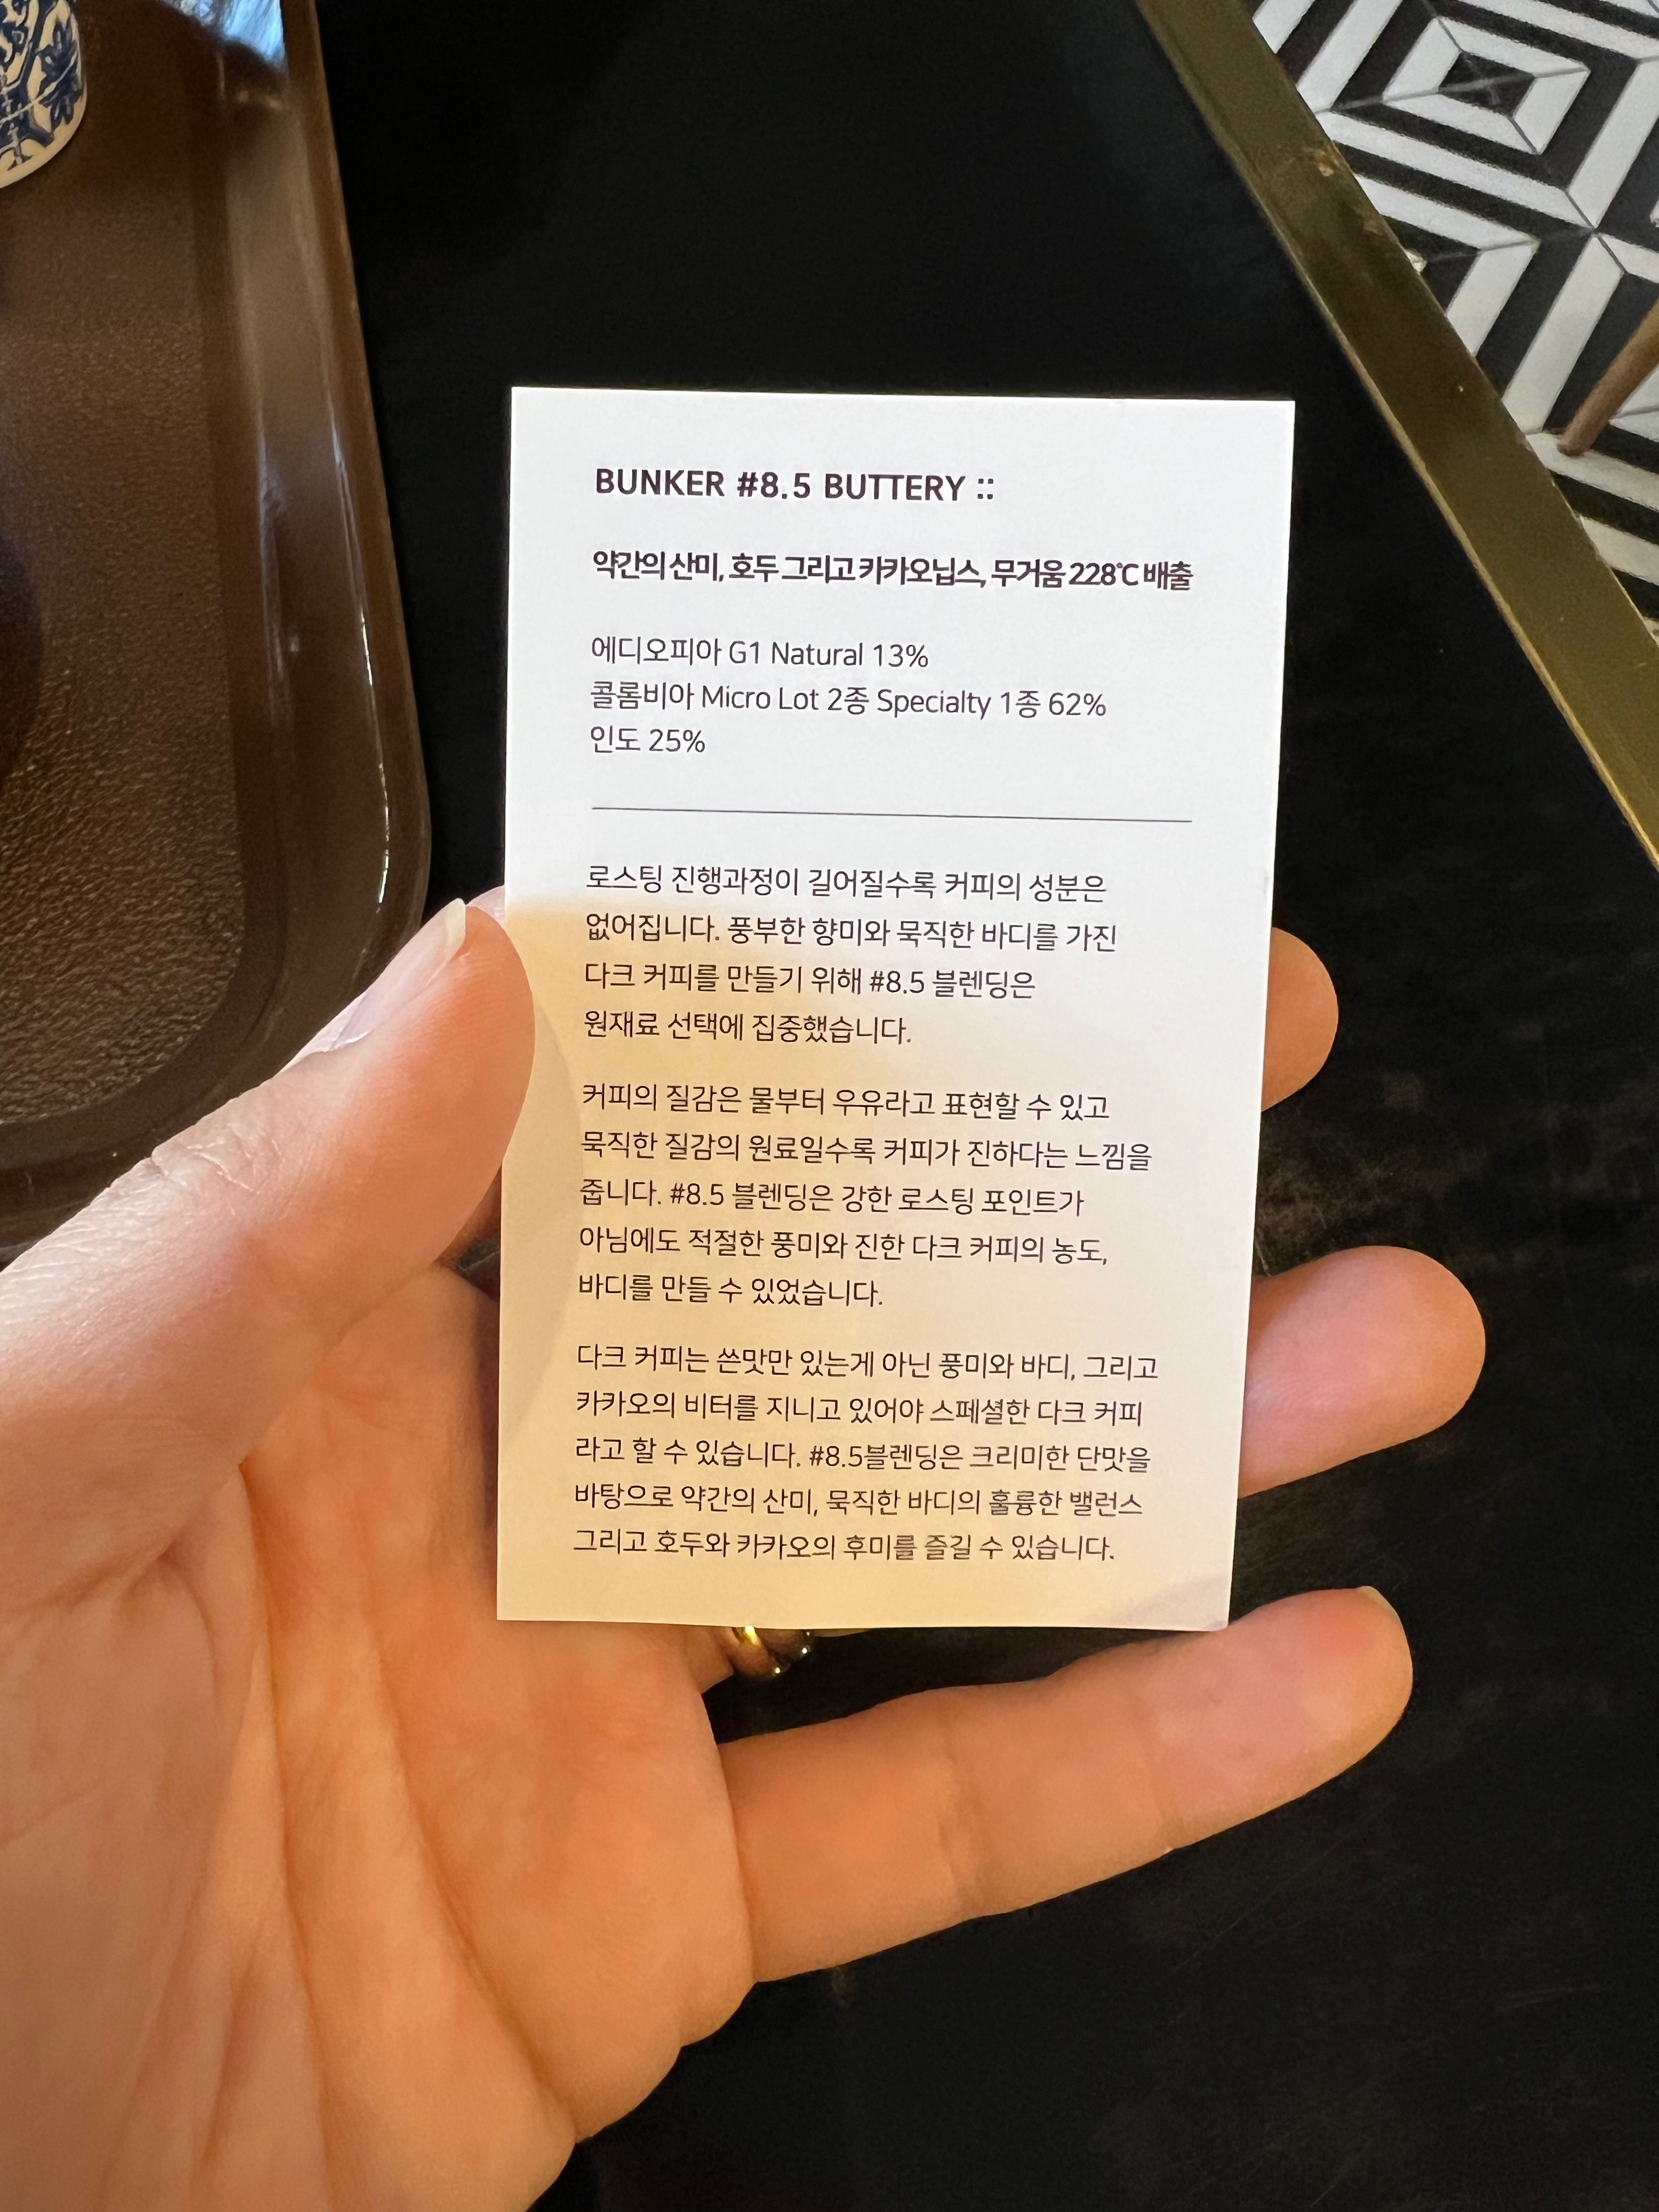 BUNKER #8.5 BUTTERY ::
약간의 산미, 호두 그리고 카카오닙스, 무거움 228℃ 배출
에디오피아 G1 Natural 13%
콜롬비아 Micro Lot 2종 Specialty 1종 62%
인도 25%
로스팅 진행과정이 길어질수록 커피의 성분은
없어집니다. 풍부한 향미와 묵직한 바디를 가진
다크 커피를 만들기 위해 #8.5 블렌딩은
원재료 선택에 집중했습니다.
커피의 질감은 물부터 우유라고 표현할 수 있고
묵직한 질감의 원료일수록 커피가 진하다는 느낌을
줍니다. #8.5 블렌딩은 강한 로스팅 포인트가
아님에도 적절한 풍미와 진한 다크 커피의 농도,
바디를 만들 수 있었습니다.
다크 커피는 쓴맛만 있는게 아닌 풍미와 바디, 그리고
카카오의 비터를 지니고 있어야 스페셜한 다크 커피
라고 할 수 있습니다. #8.5블렌딩은 크리미한 단맛을
바탕으로 약간의 산미, 묵직한 바디의 훌륭한 밸런스
그리고 호두와 카카오의 후미를 즐길 수 있습니다.